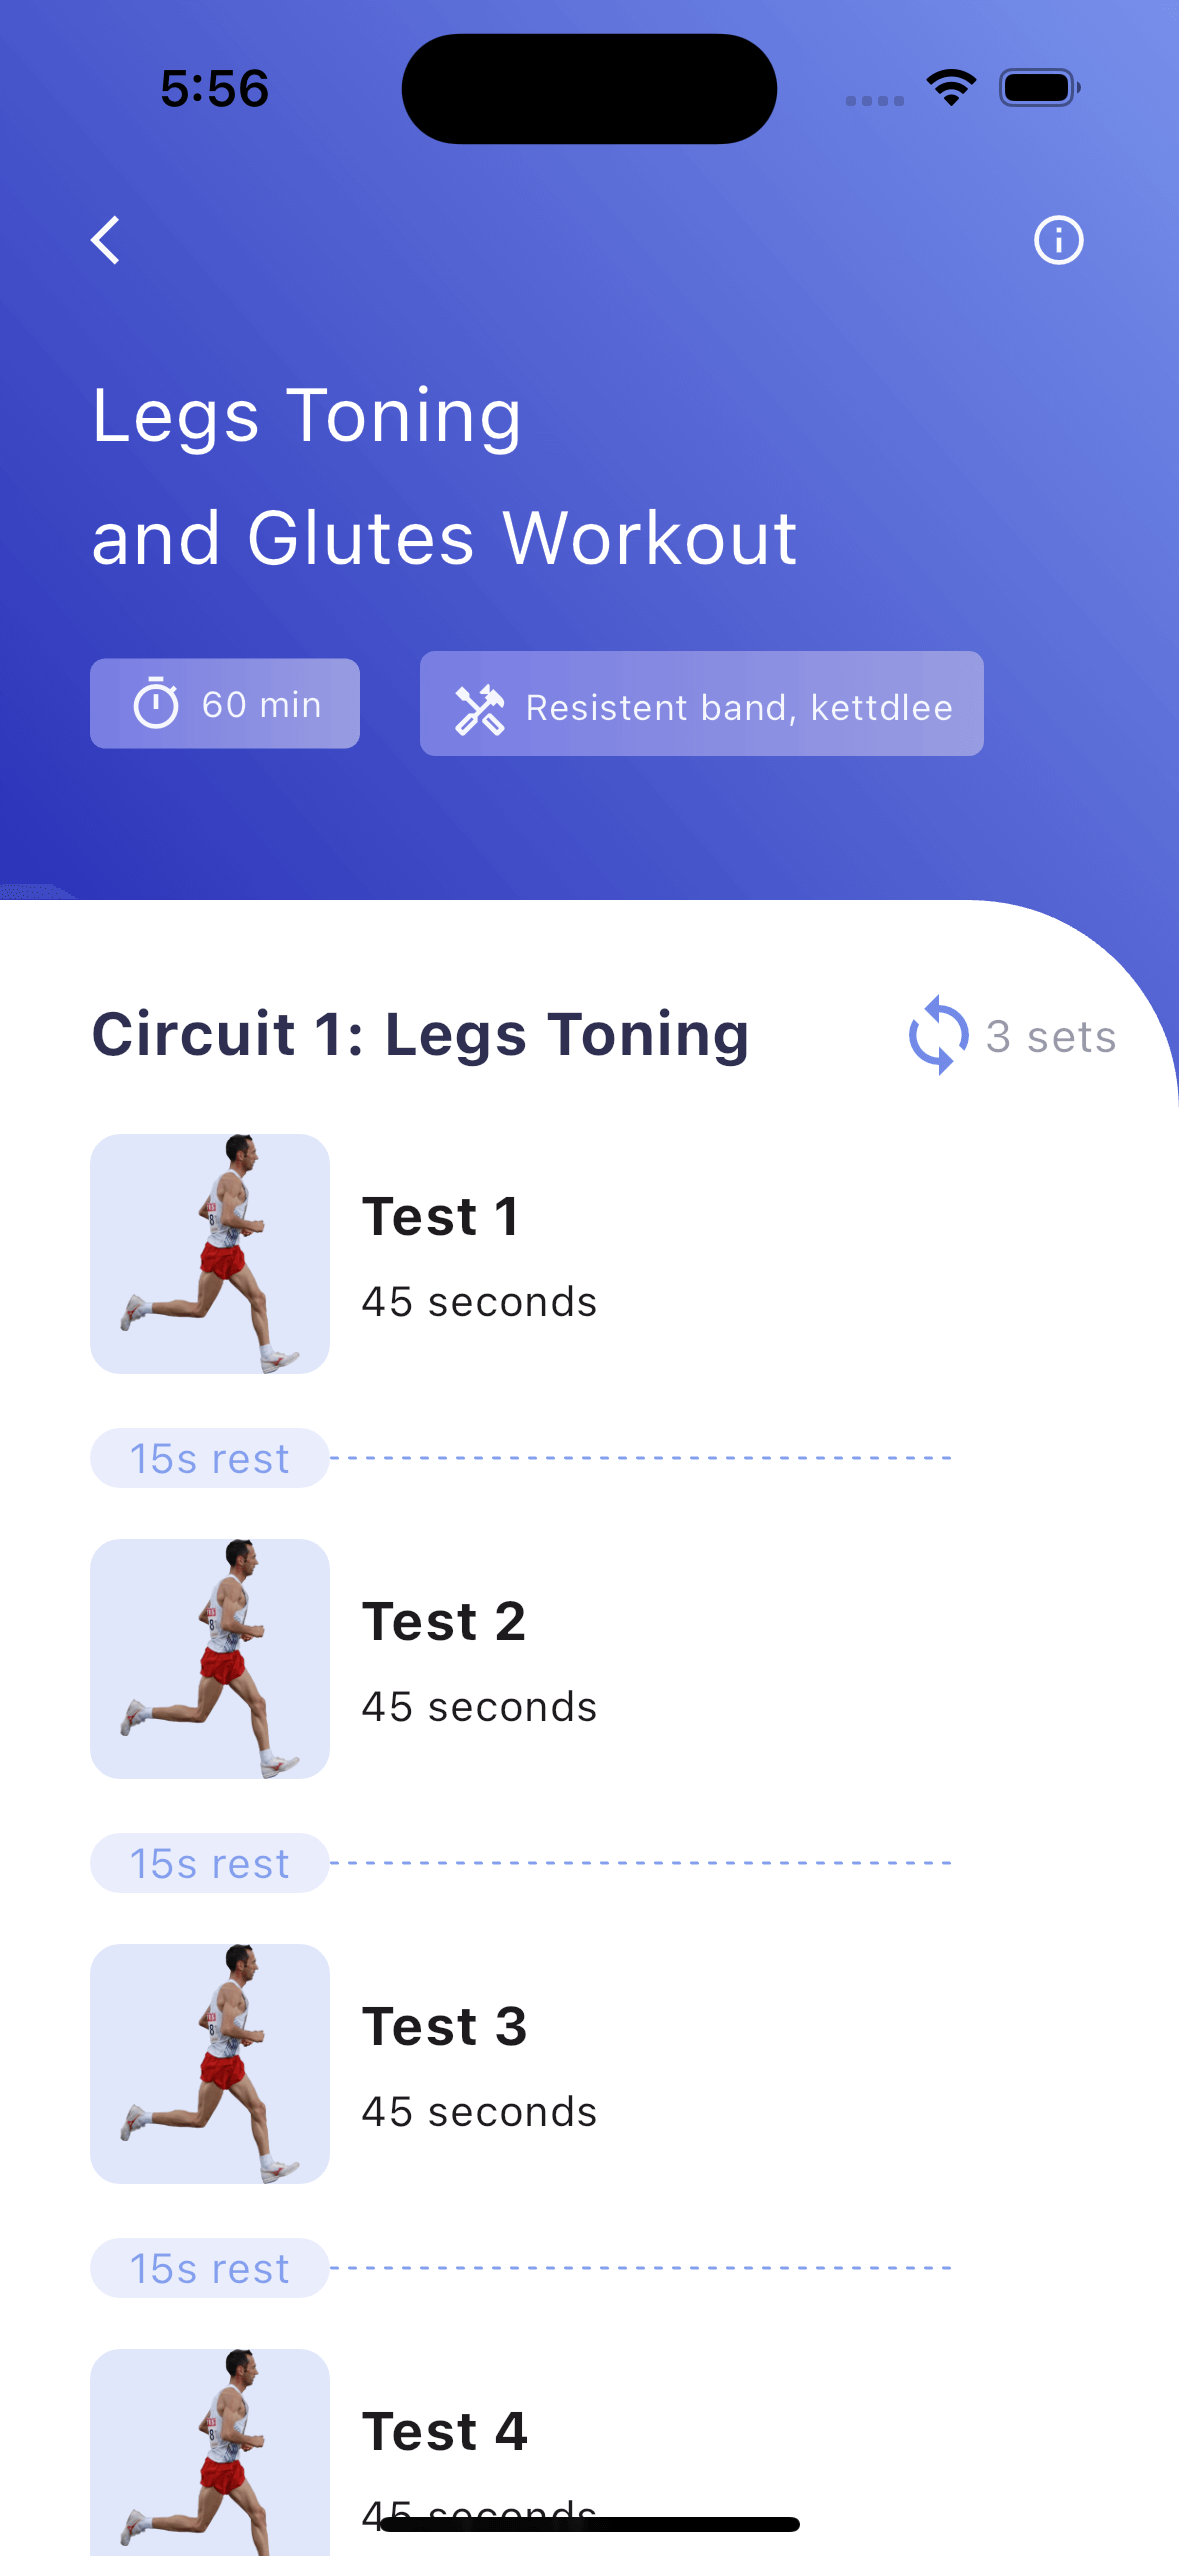 5:56
Legs Toning
and Glutes Workout
60 min
Resistent band, kettdlee
Circuit 1: Legs Toning
3 sets
Test 1
45 seconds
15s rest
Test 2
45 seconds
15s rest
Test 3
45 seconds
15s rest
Test 4
45 seconds